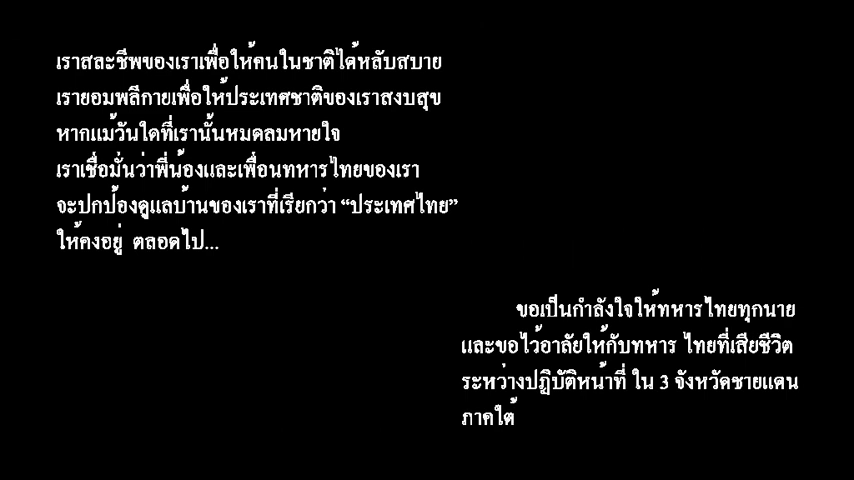 เราสละชีพของเราเพื่อให้คนในชาติได้หลับสบาย
เรายอมพลีกายเพื่อให้ประเทศชาติของเราสงบสุข
หากแม้วันใดที่เรานั้นหมดลมหายใจ
เราเชื่อมั่นว่าพี่น้องและเพื่อนทหารไทยของเรา
จะปกป้องดูแลบ้านของเราที่เรียกว่า “ประเทศไทย”
ให้คงอยู่ ตลอดไป...
ขอเป็นกำลังใจให้ทหารไทยทุกนาย
และขอไว้อาลัยให้กับทหาร ไทยที่เสียชีวิต
ระหว่างปฏิบัติหน้าที่ ใน 3 จังหวัดชายแดน
ภาคใต้